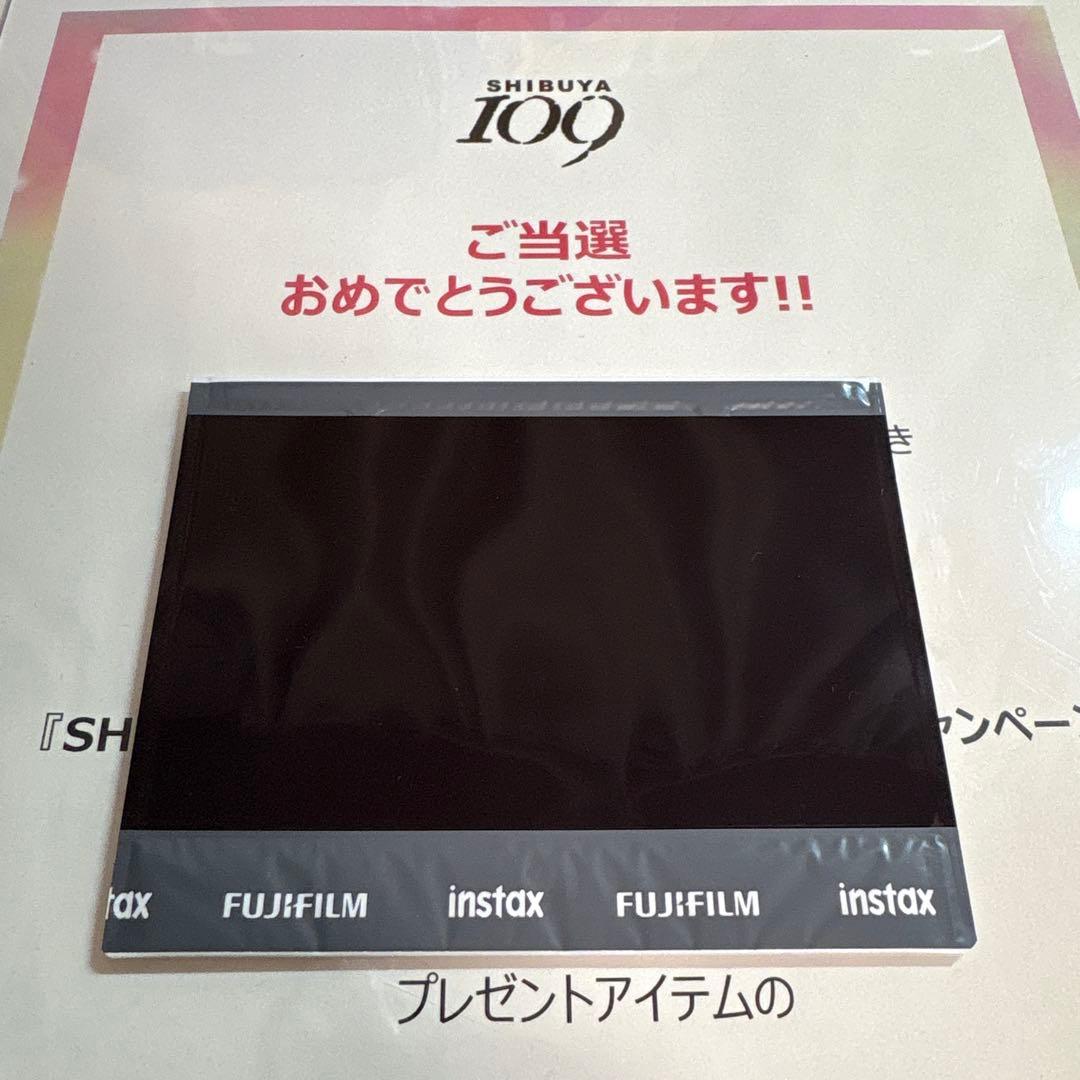 SHIBUYA
109
ご当選
おめでとうございます!!
き
『SH
ャンペーン
tax FUJIFILM instax FUJIFILM instax
プレゼントアイテムの